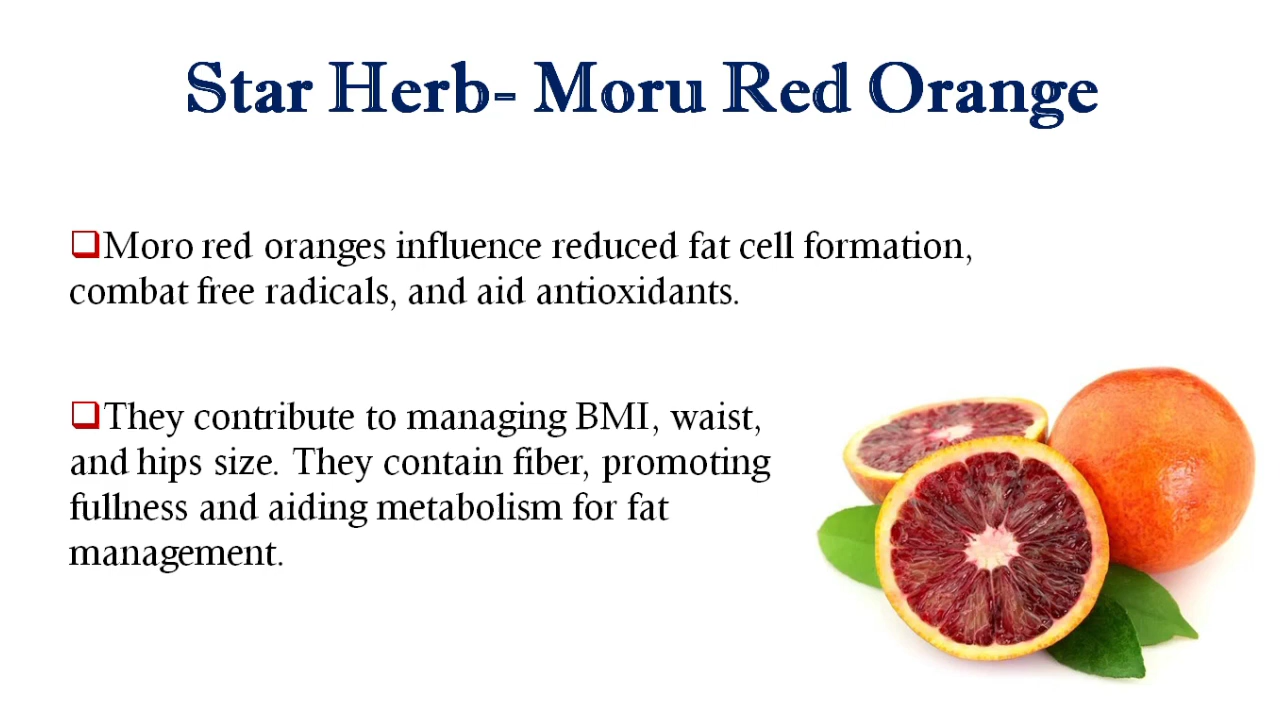 Star Herb- Moru Red Orange
❑Moro red oranges influence reduced fat cell formation,
combat free radicals, and aid antioxidants.
❑They contribute to managing BMI, waist,
and hips size. They contain fiber, promoting
fullness and aiding metabolism for fat
management.